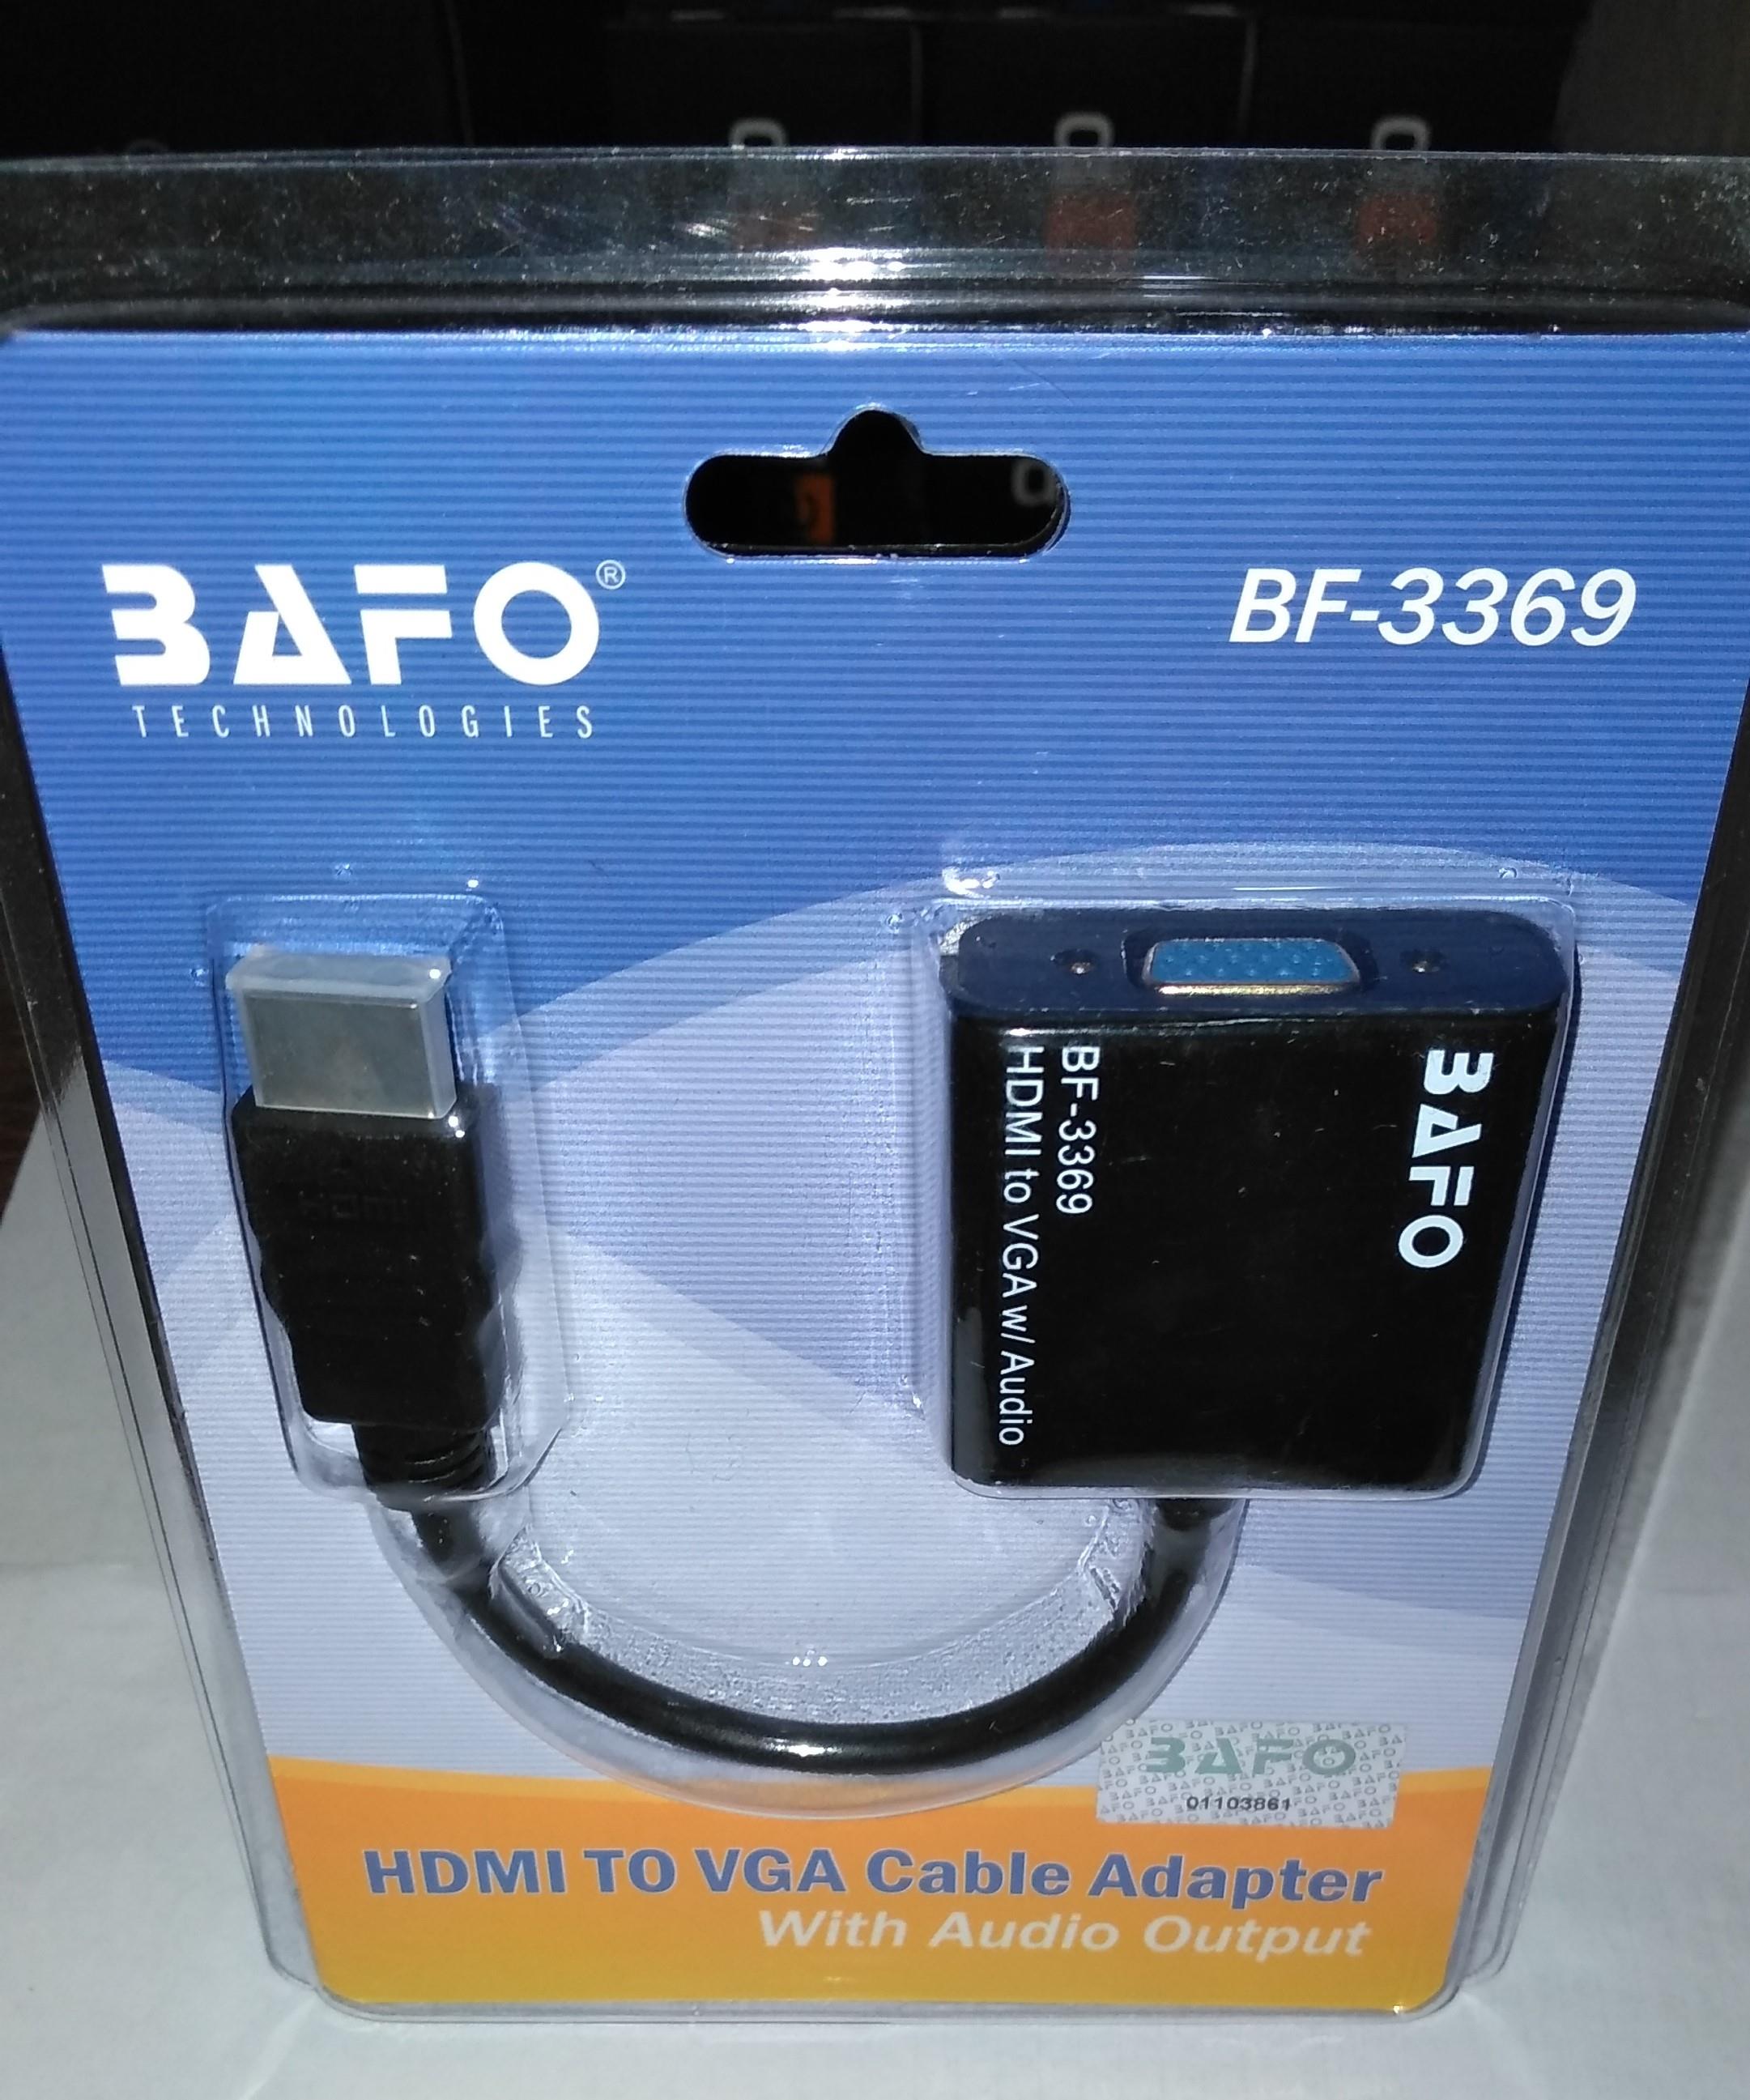 BAFO®
TECHNOLOGIES
BF-3369
BAFO
BF-3369
HDMI to VGA w/ Audio
BAFO
01103861
HDMI TO VGA Cable Adapter
With Audio Output